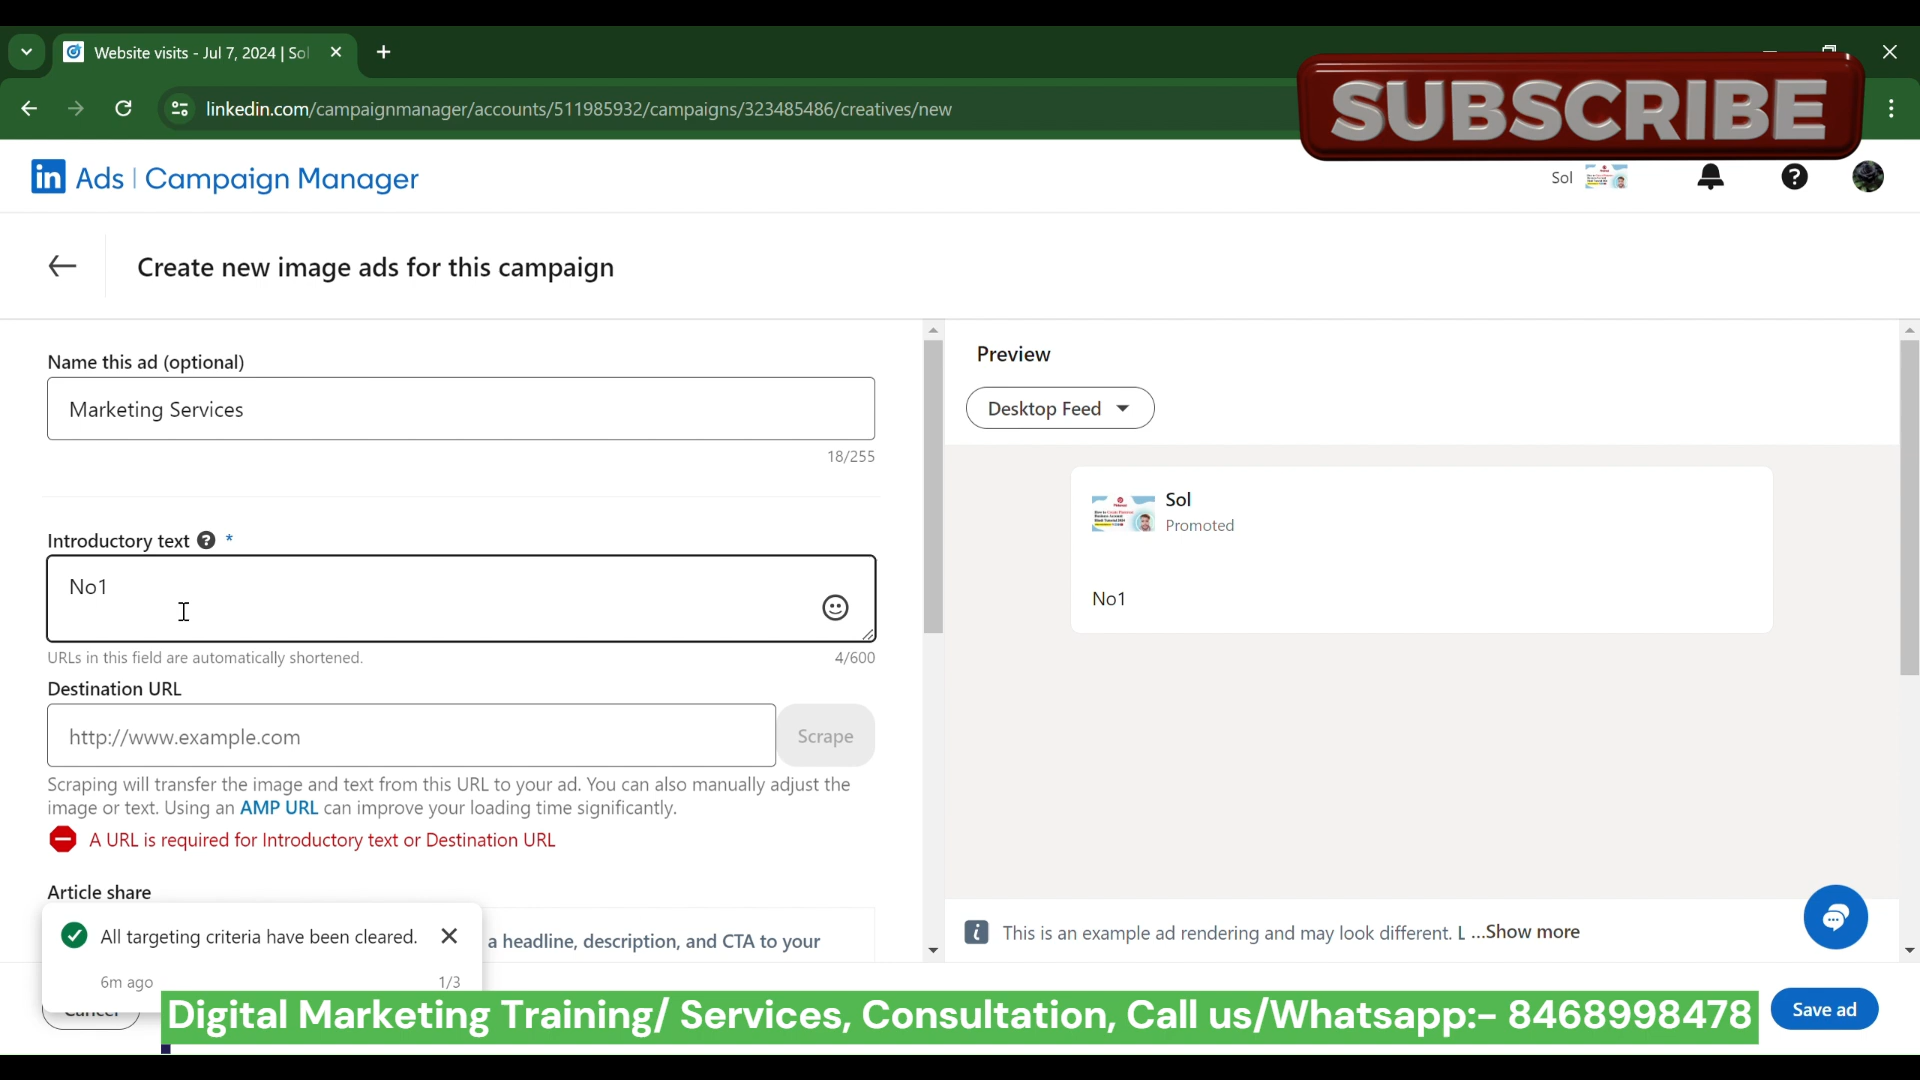 Website visits - Jul 7, 2024 | Sol
linkedin.com/campaignmanager/accounts/511985932/campaigns/323485486/creatives/new
SUBSCRIBE
in Ads | Campaign Manager
Sol
Create new image ads for this campaign
Name this ad (optional)
Marketing Services
18/255
Introductory text *
No1
URLs in this field are automatically shortened.
4/600
Destination URL
http://www.example.com
Scrape
Scraping will transfer the image and text from this URL to your ad. You can also manually adjust the
image or text. Using an AMP URL can improve your loading time significantly.
A URL is required for Introductory text or Destination URL
Article share
a headline, description, and CTA to your
All targeting criteria have been cleared.
6m ago
1/3
Cancel
Preview
Desktop Feed
Sol
Promoted
No1
This is an example ad rendering and may look different. L ...Show more
Digital Marketing Training/ Services, Consultation, Call us/Whatsapp:- 8468998478
Save ad